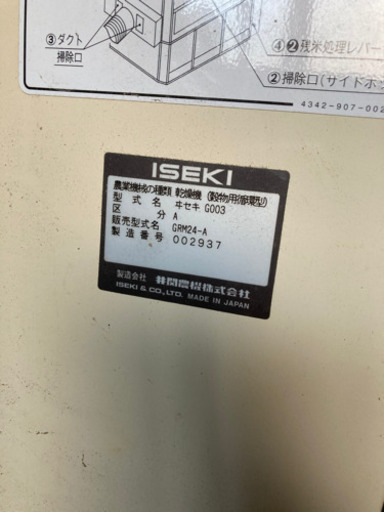 ③ダクト
掃除口
④②残米処理レバー
②掃除口(サイドホッ
4342-907-002
ISEKI
農業機械の種類 乾燥機(穀物用循環型)
型式名 ヰセキ G003
区分 A
販売型式名 GRM24-A
製造番号 002937
製造会社 井関農機株式会社
ISEKI & CO., LTD. MADE IN JAPAN